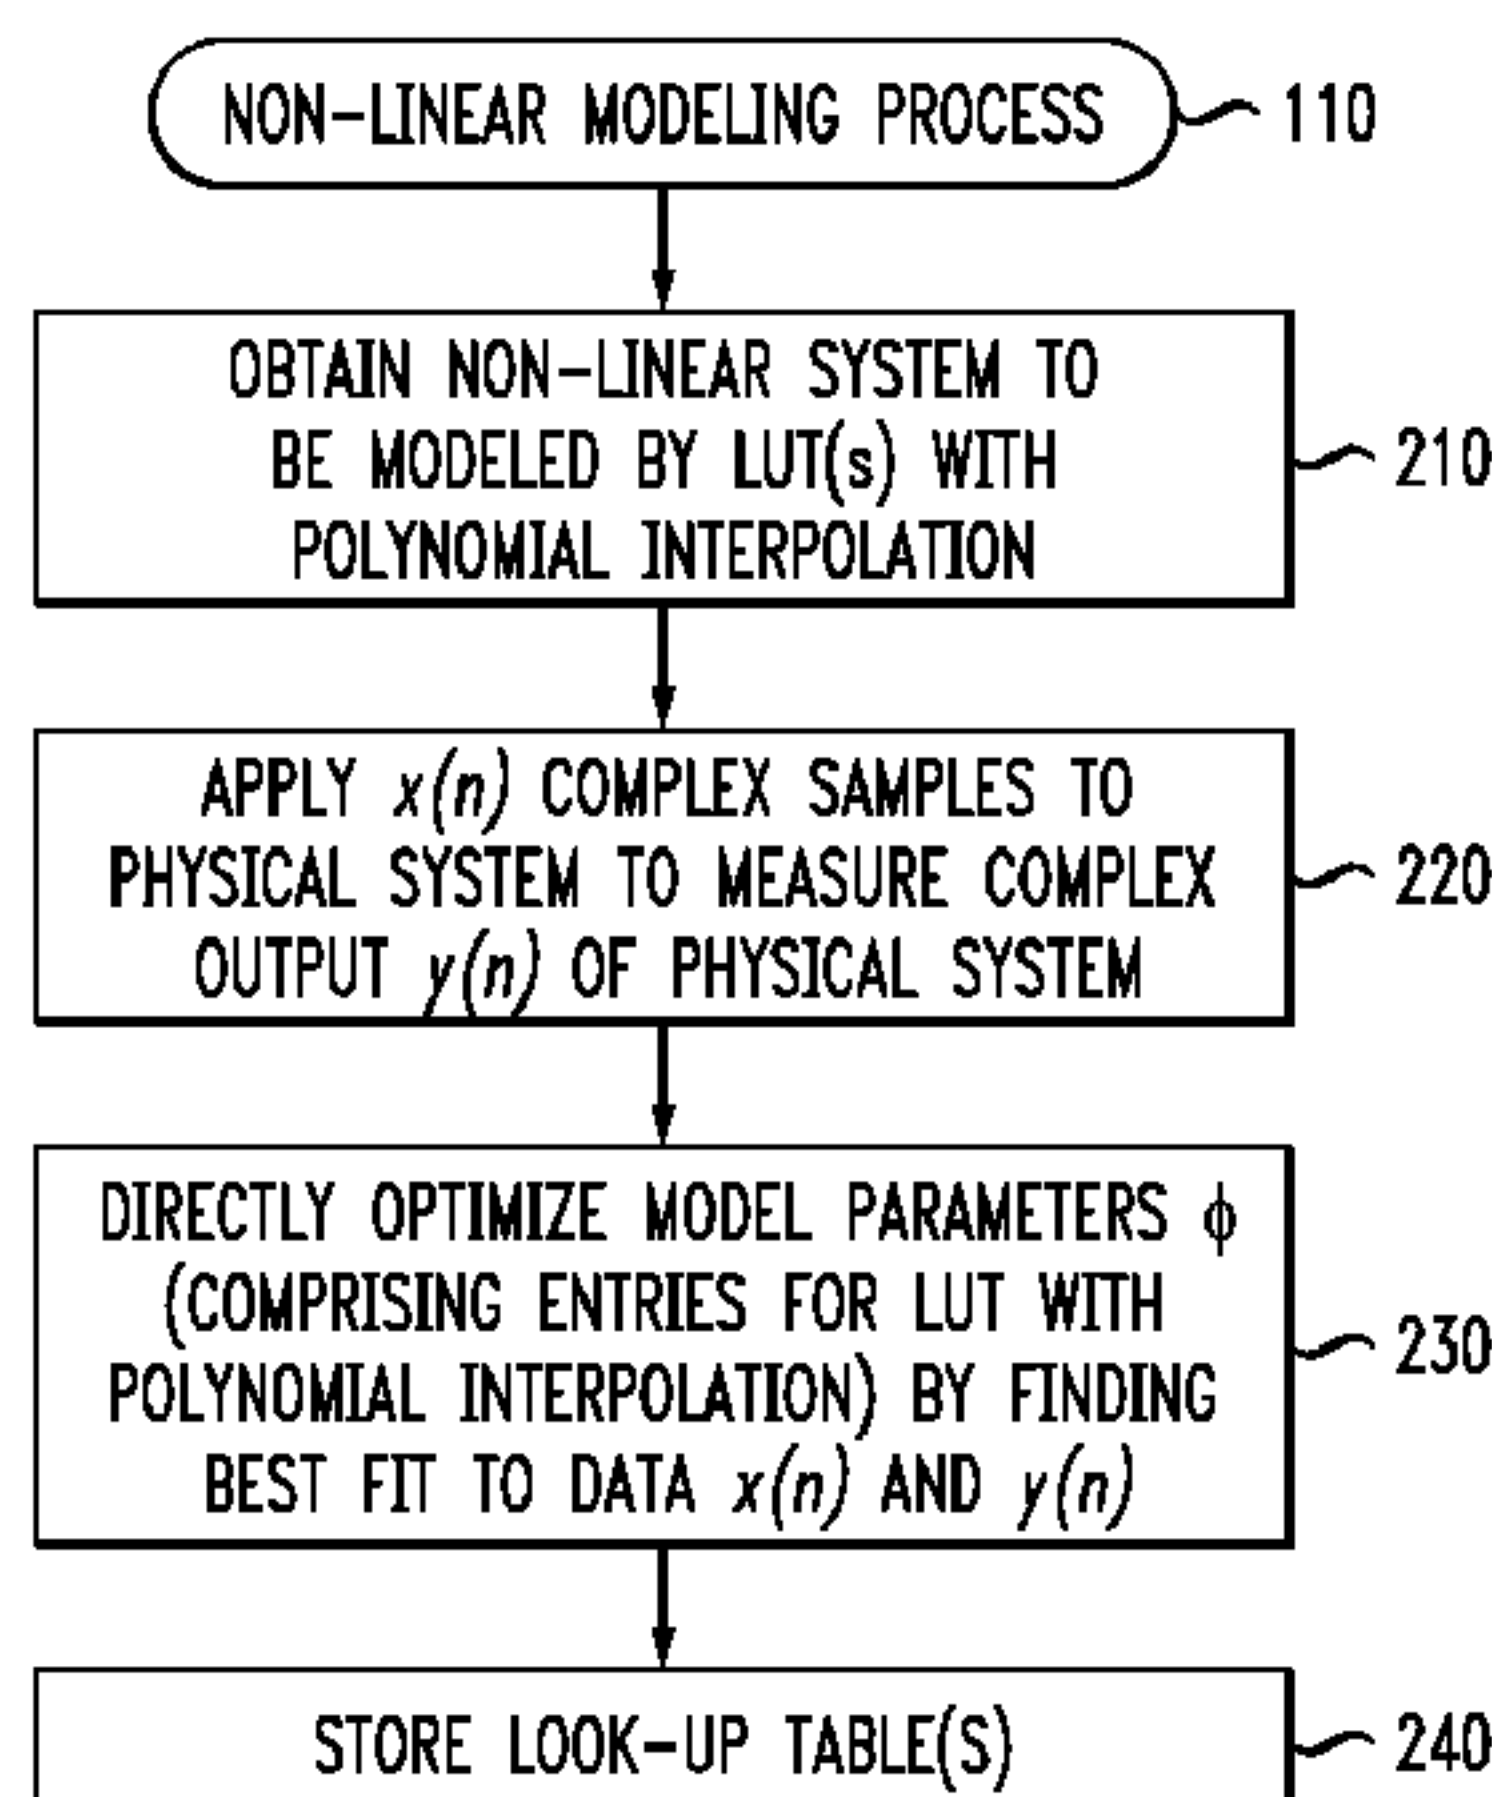 NON-LINEAR MODELING PROCESS 110
OBTAIN NON-LINEAR SYSTEM TO
BE MODELED BY LUT(s) WITH
POLYNOMIAL INTERPOLATION
210
APPLY x(n) COMPLEX SAMPLES TO
PHYSICAL SYSTEM TO MEASURE COMPLEX
OUTPUT y(n) OF PHYSICAL SYSTEM
220
DIRECTLY OPTIMIZE MODEL PARAMETERS ϕ
(COMPRISING ENTRIES FOR LUT WITH
POLYNOMIAL INTERPOLATION) BY FINDING
BEST FIT TO DATA x(n) AND y(n)
230
STORE LOOK-UP TABLE(S) 240